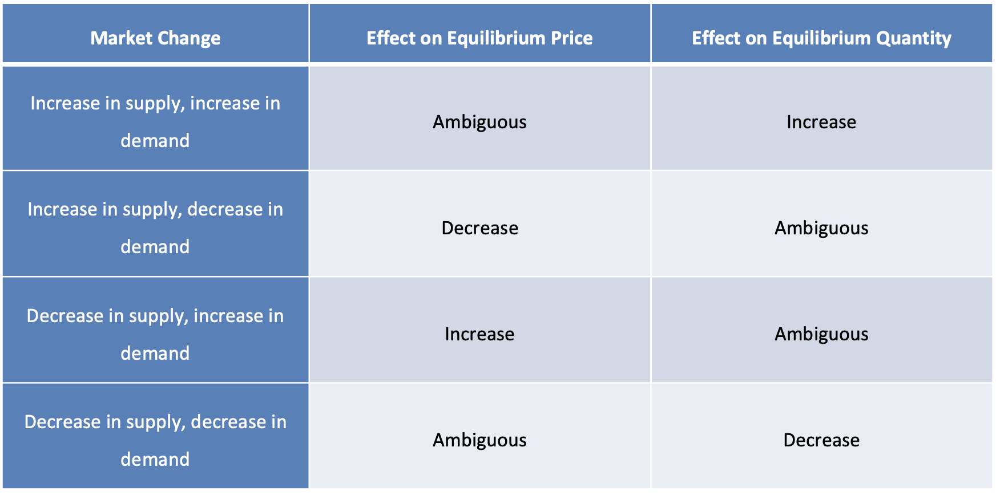 Market Change
Effect on Equilibrium Price
Effect on Equilibrium Quantity
Increase in supply, increase in
demand
Ambiguous
Increase
Increase in supply, decrease in
demand
Decrease
Ambiguous
Decrease in supply, increase in
demand
Increase
Ambiguous
Decrease in supply, decrease in
demand
Ambiguous
Decrease